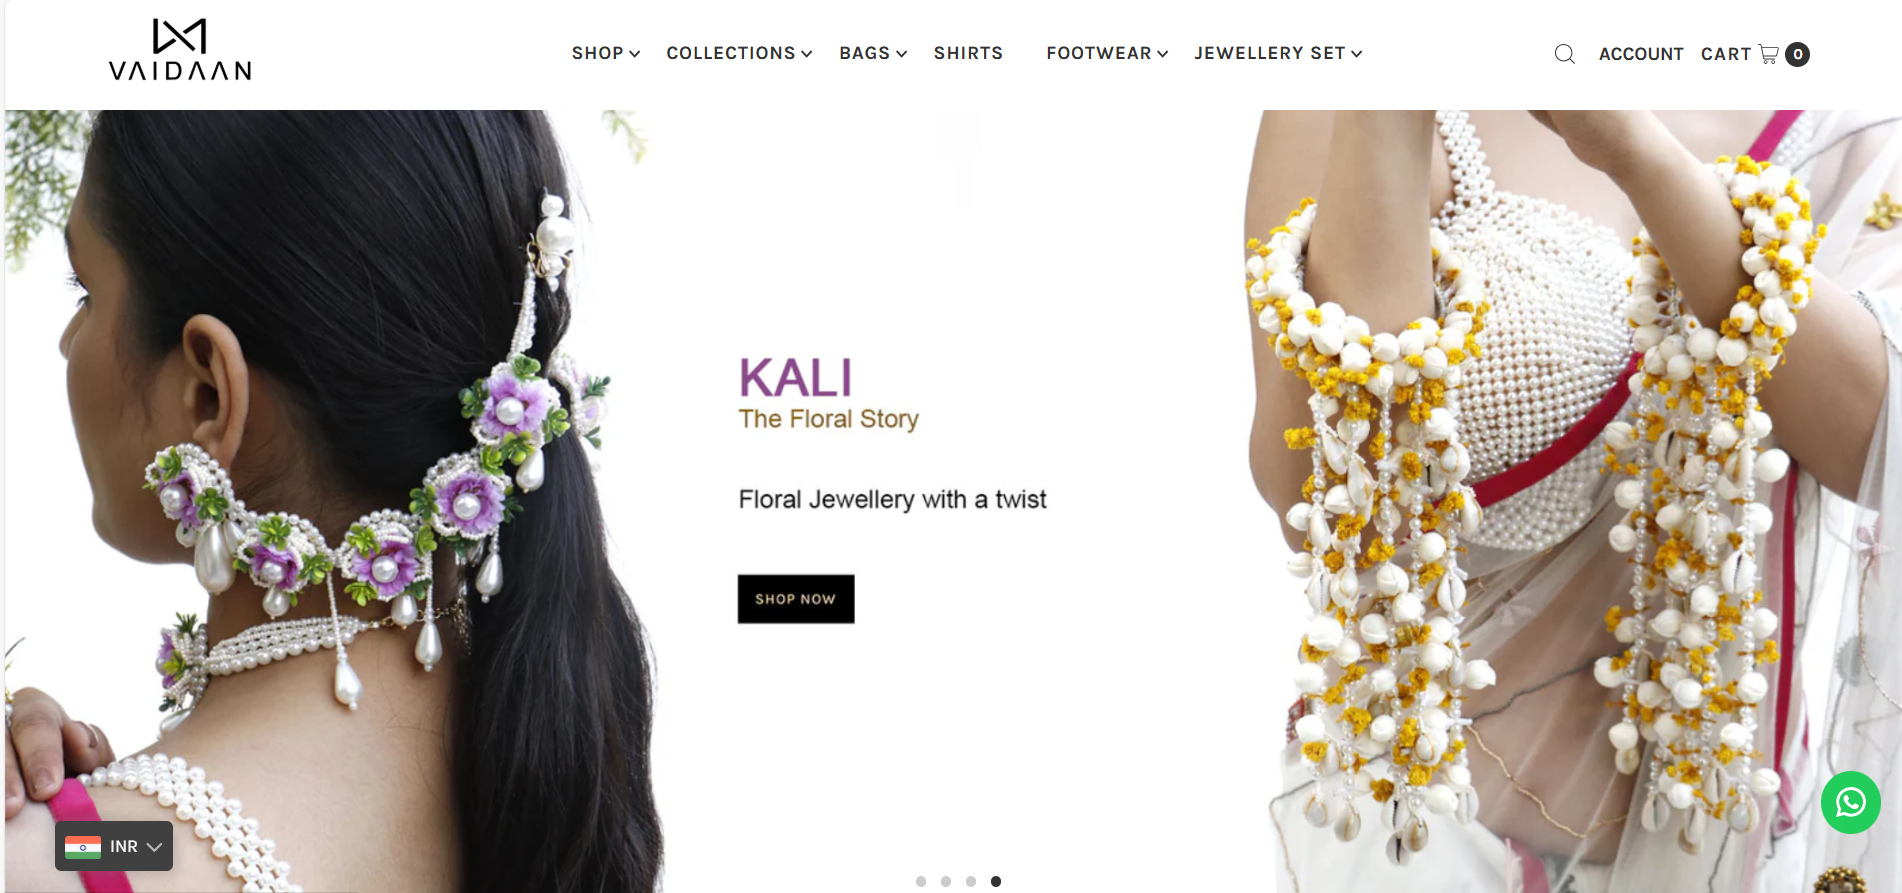 VAIDAAN
SHOP
COLLECTIONS
BAGS
SHIRTS
FOOTWEAR
JEWELLERY SET
ACCOUNT
CART
0
KALI
The Floral Story
Floral Jewellery with a twist
SHOP NOW
INR